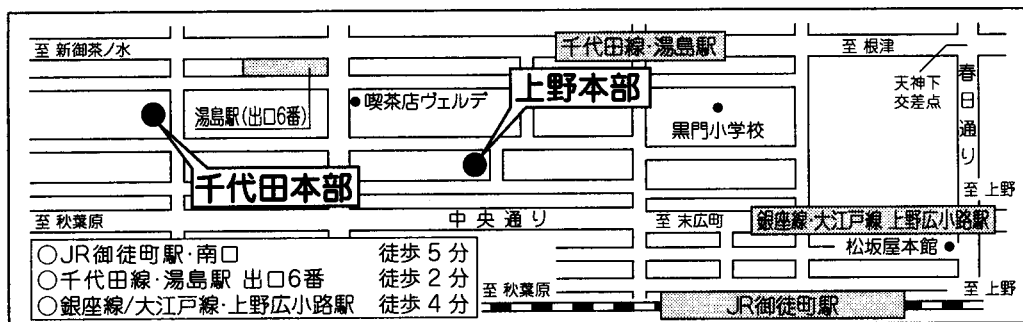 至 新御茶ノ水
千代田線·湯島駅
至 根津
天神下
交差点
春日通り
湯島駅(出口6番)
喫茶店ヴェルデ
上野本部
黒門小学校
千代田本部
至 上野
至 秋葉原
中央通り
至 末広町
銀座線·大江戸線 上野広小路駅
松坂屋本館
○JR御徒町駅·南口 徒歩5分
○千代田線·湯島駅 出口6番 徒歩2分
○銀座線/大江戸線·上野広小路駅 徒歩4分
至 秋葉原
JR御徒町駅
至 上野